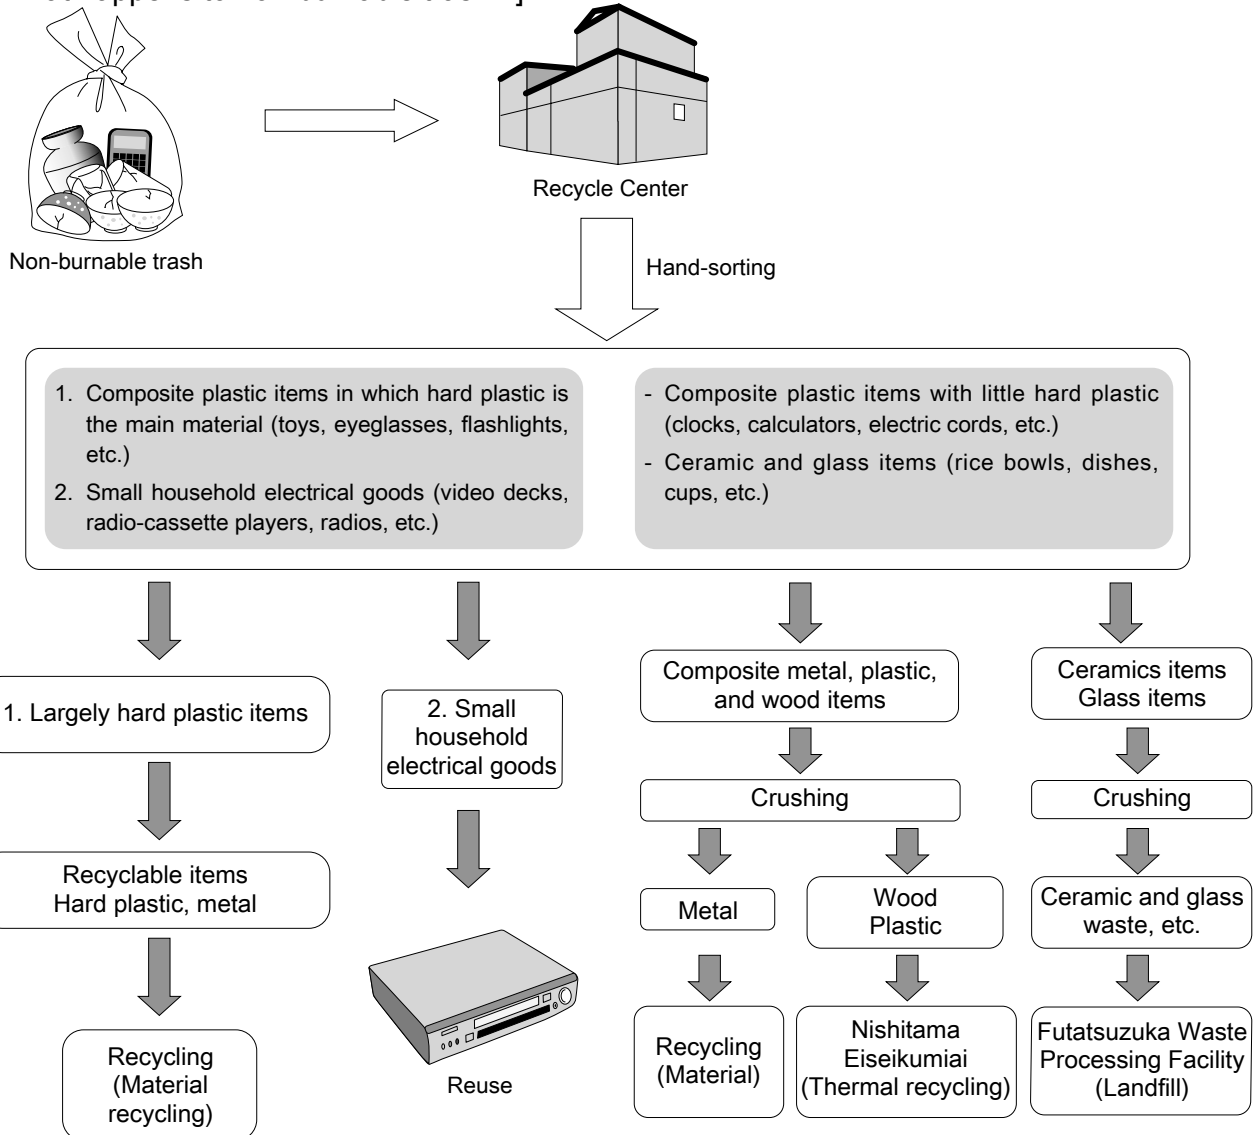 Recycle Center
Non-burnable trash
Hand-sorting
1. Composite plastic items in which hard plastic is
the main material (toys, eyeglasses, flashlights,
etc.)
2. Small household electrical goods (video decks,
radio-cassette players, radios, etc.)
- Composite plastic items with little hard plastic
(clocks, calculators, electric cords, etc.)
- Ceramic and glass items (rice bowls, dishes,
cups, etc.)
1. Largely hard plastic items
2. Small
household
electrical goods
Composite metal, plastic,
and wood items
Ceramics items
Glass items
Crushing
Crushing
Recyclable items
Hard plastic, metal
Metal
Wood
Plastic
Ceramic and glass
waste, etc.
Recycling
(Material
recycling)
Reuse
Recycling
(Material)
Nishitama
Eiseikumiai
(Thermal recycling)
Futatsuzuka Waste
Processing Facility
(Landfill)